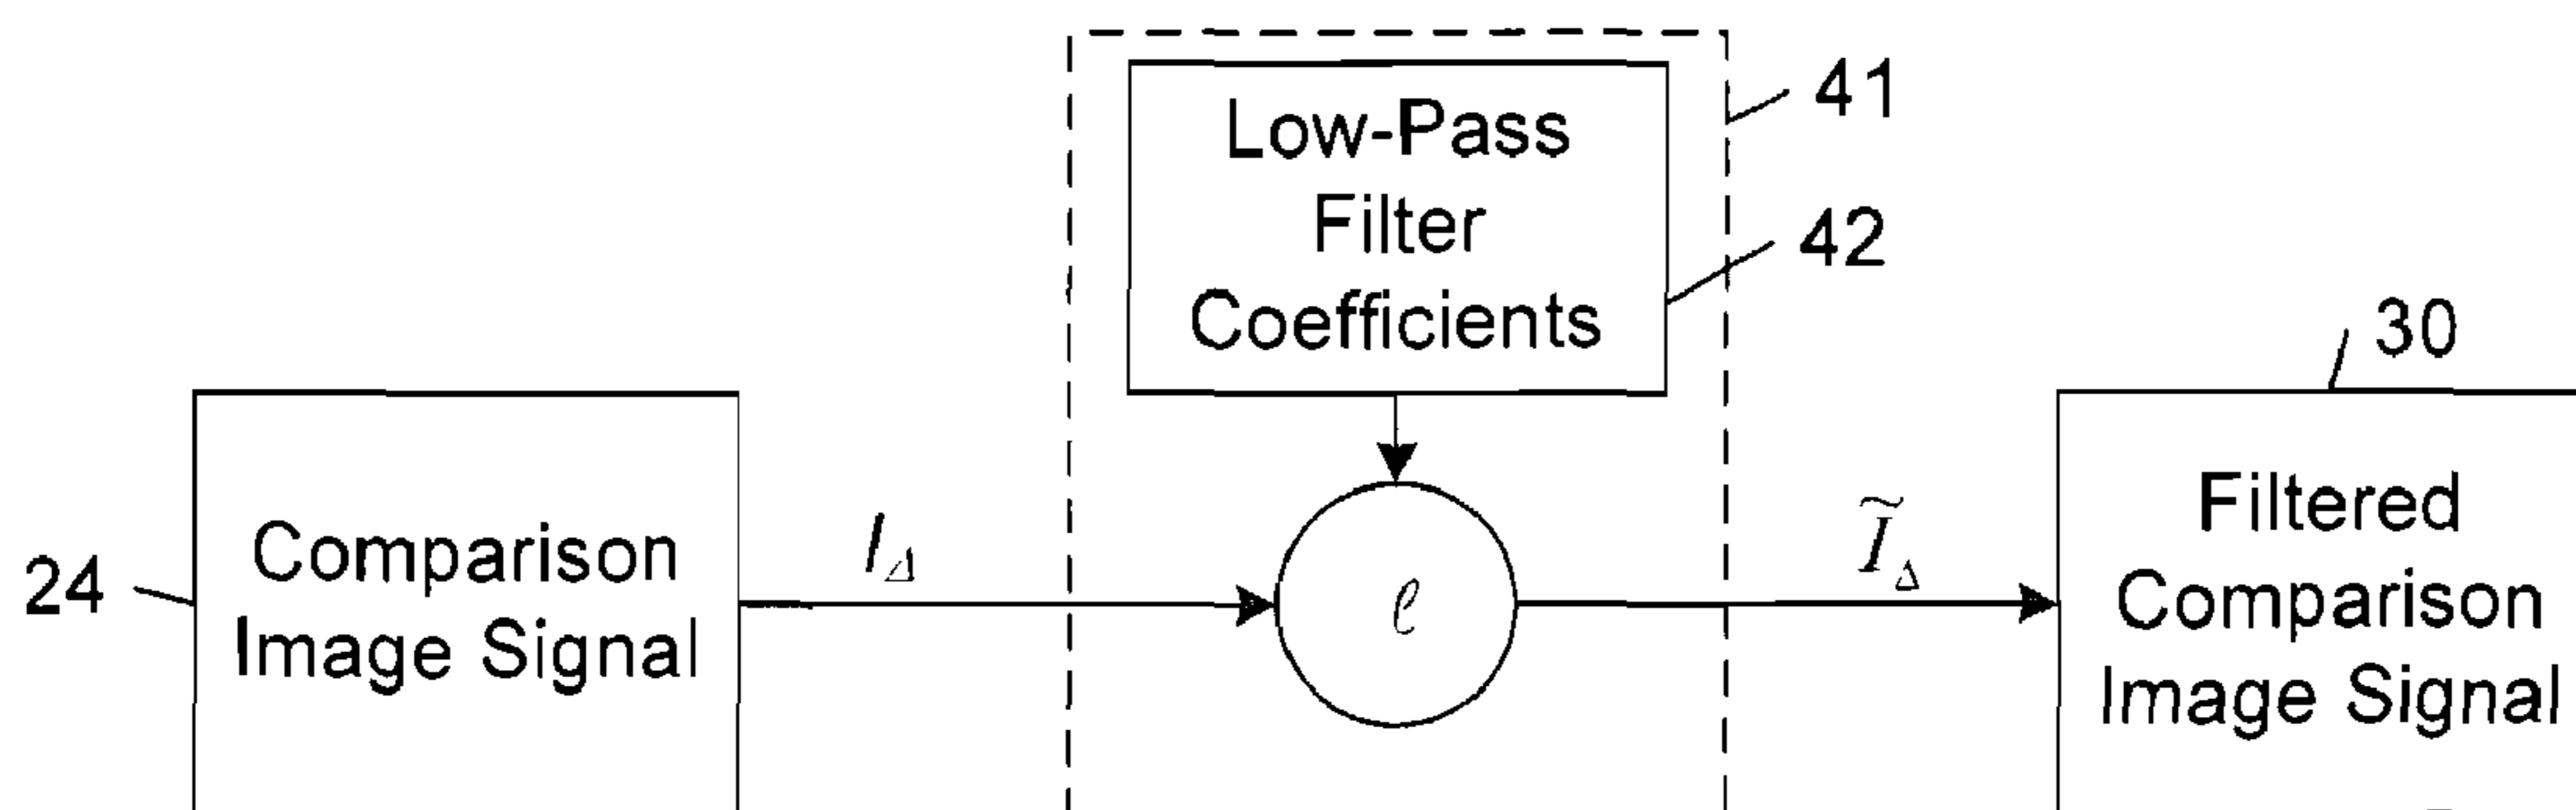 41
Low-Pass
Filter
Coefficients
42
30
24
Comparison
Image Signal
I_Δ
ℓ
Ĩ_Δ
Filtered
Comparison
Image Signal